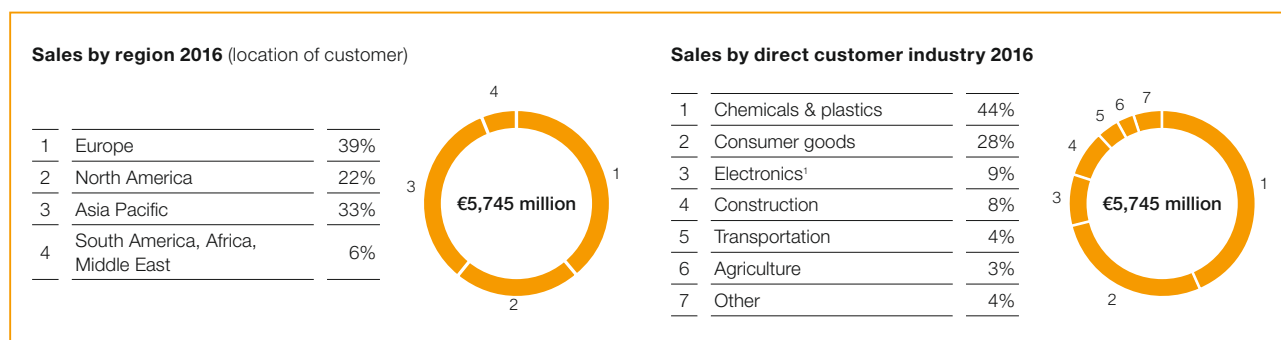 Sales by region 2016 (location of customer)
1 Europe 39%
2 North America 22%
3 Asia Pacific 33%
4 South America, Africa,
Middle East 6%
4
3
1
2
€5,745 million
Sales by direct customer industry 2016
1 Chemicals & plastics 44%
2 Consumer goods 28%
3 Electronics¹ 9%
4 Construction 8%
5 Transportation 4%
6 Agriculture 3%
7 Other 4%
7
6
5
4
3
1
2
€5,745 million